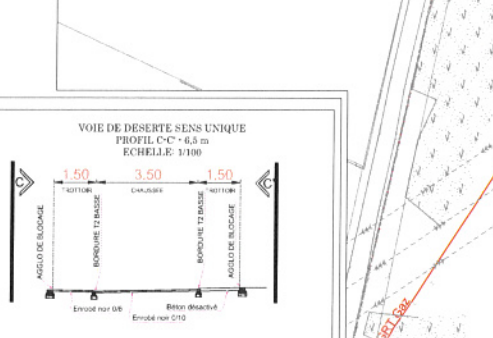 VOIE DE DESERTE SENS UNIQUE
PROFIL C-C' - 6,5 m
ECHELLE: 1/100
C
1.50
3.50
1.50
C'
TROTTOIR
CHAUSSEE
TROTTOIR
AGGLO DE BLOCAGE
BORDURE T2 BASSE
BORDURE T2 BASSE
AGGLO DE BLOCAGE
Enrobé noir 0/6
Béton désactivé
Enrobé noir 0/10
GRT Gaz